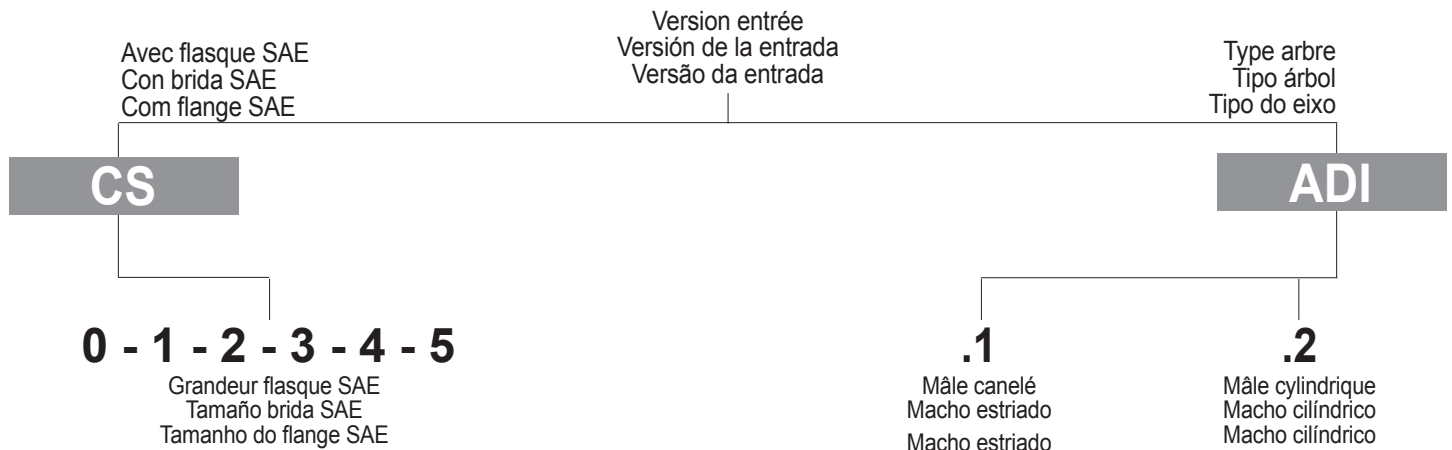 Version entrée
Versión de la entrada
Versão da entrada
Avec flasque SAE
Con brida SAE
Com flange SAE
Type arbre
Tipo árbol
Tipo do eixo
CS
ADI
0 - 1 - 2 - 3 - 4 - 5
Grandeur flasque SAE
Tamaño brida SAE
Tamanho do flange SAE
.1
Mâle canelé
Macho estriado
Macho estriado
.2
Mâle cylindrique
Macho cilíndrico
Macho cilíndrico